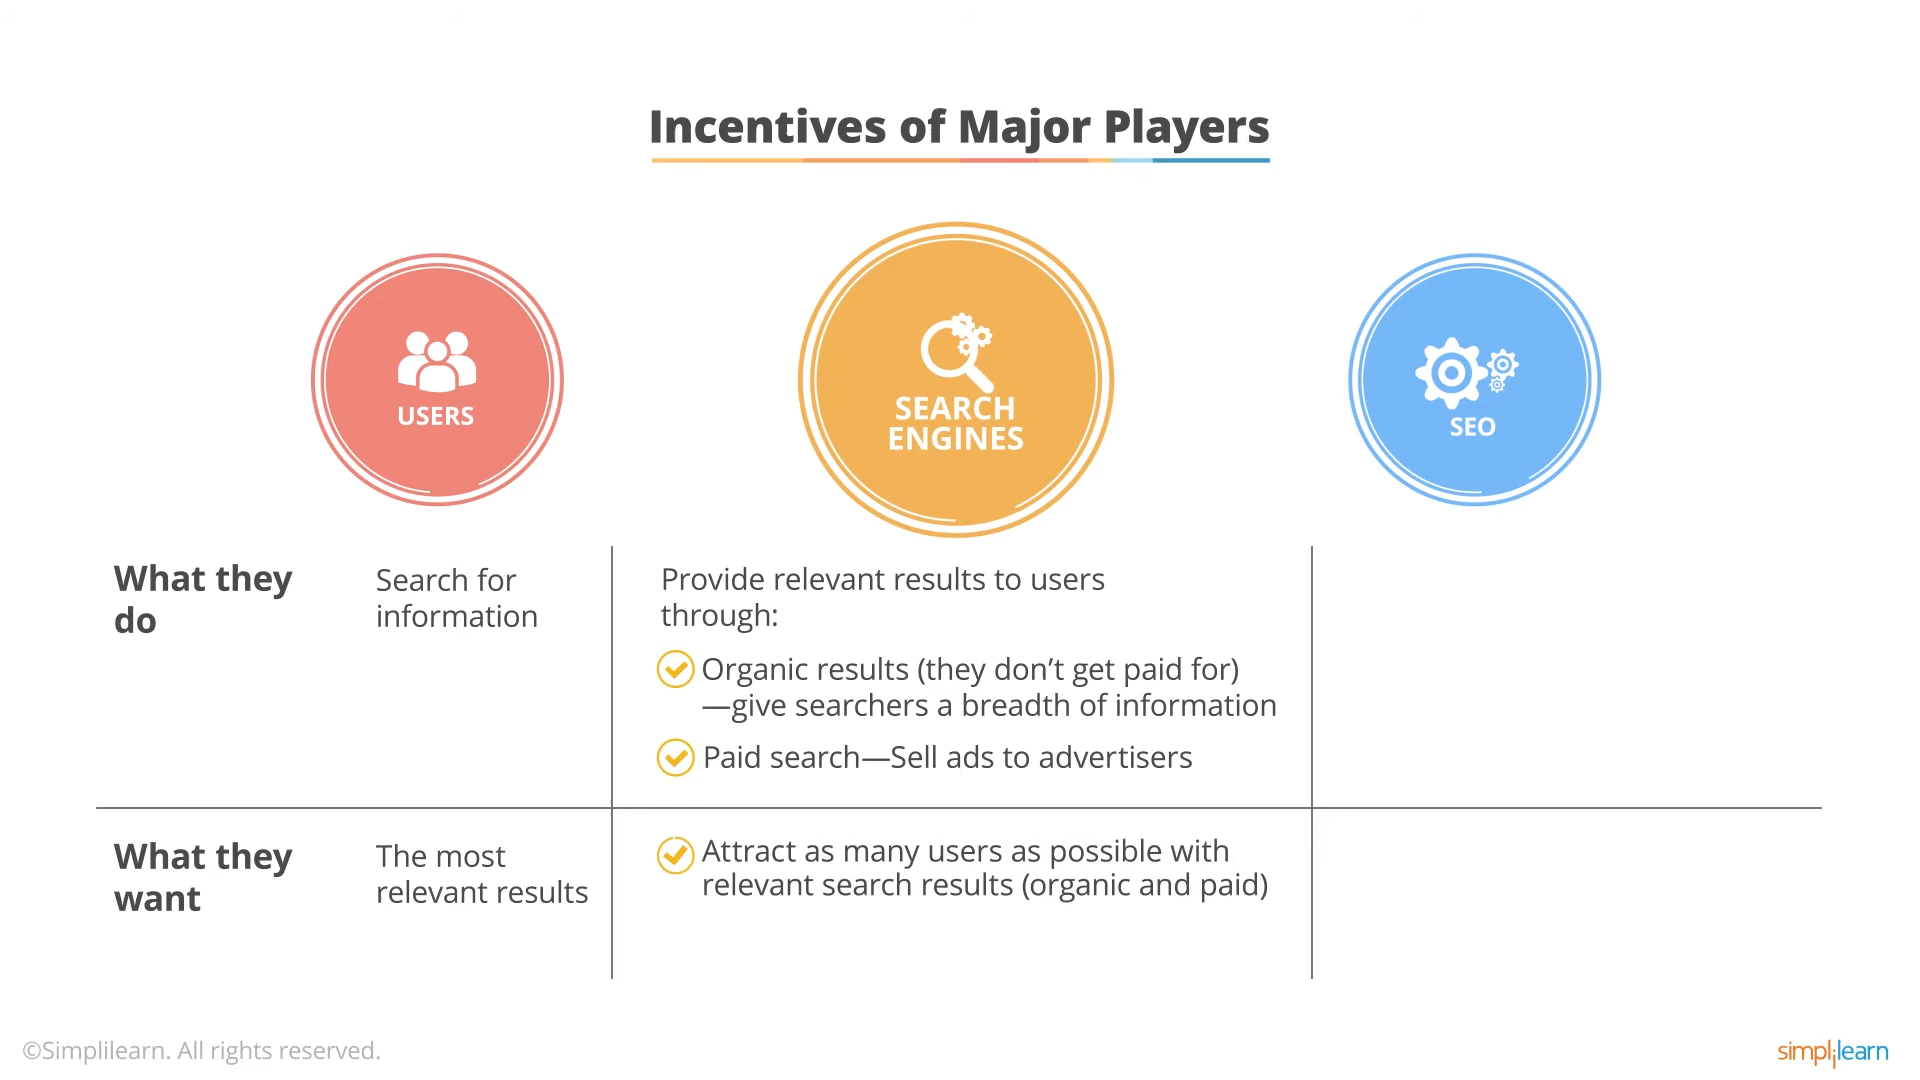 Incentives of Major Players
USERS
SEARCH
ENGINES
SEO
What they
do
Search for
information
Provide relevant results to users
through:
Organic results (they don’t get paid for)
—give searchers a breadth of information
Paid search—Sell ads to advertisers
What they
want
The most
relevant results
Attract as many users as possible with
relevant search results (organic and paid)
©Simplilearn. All rights reserved.
simplilearn